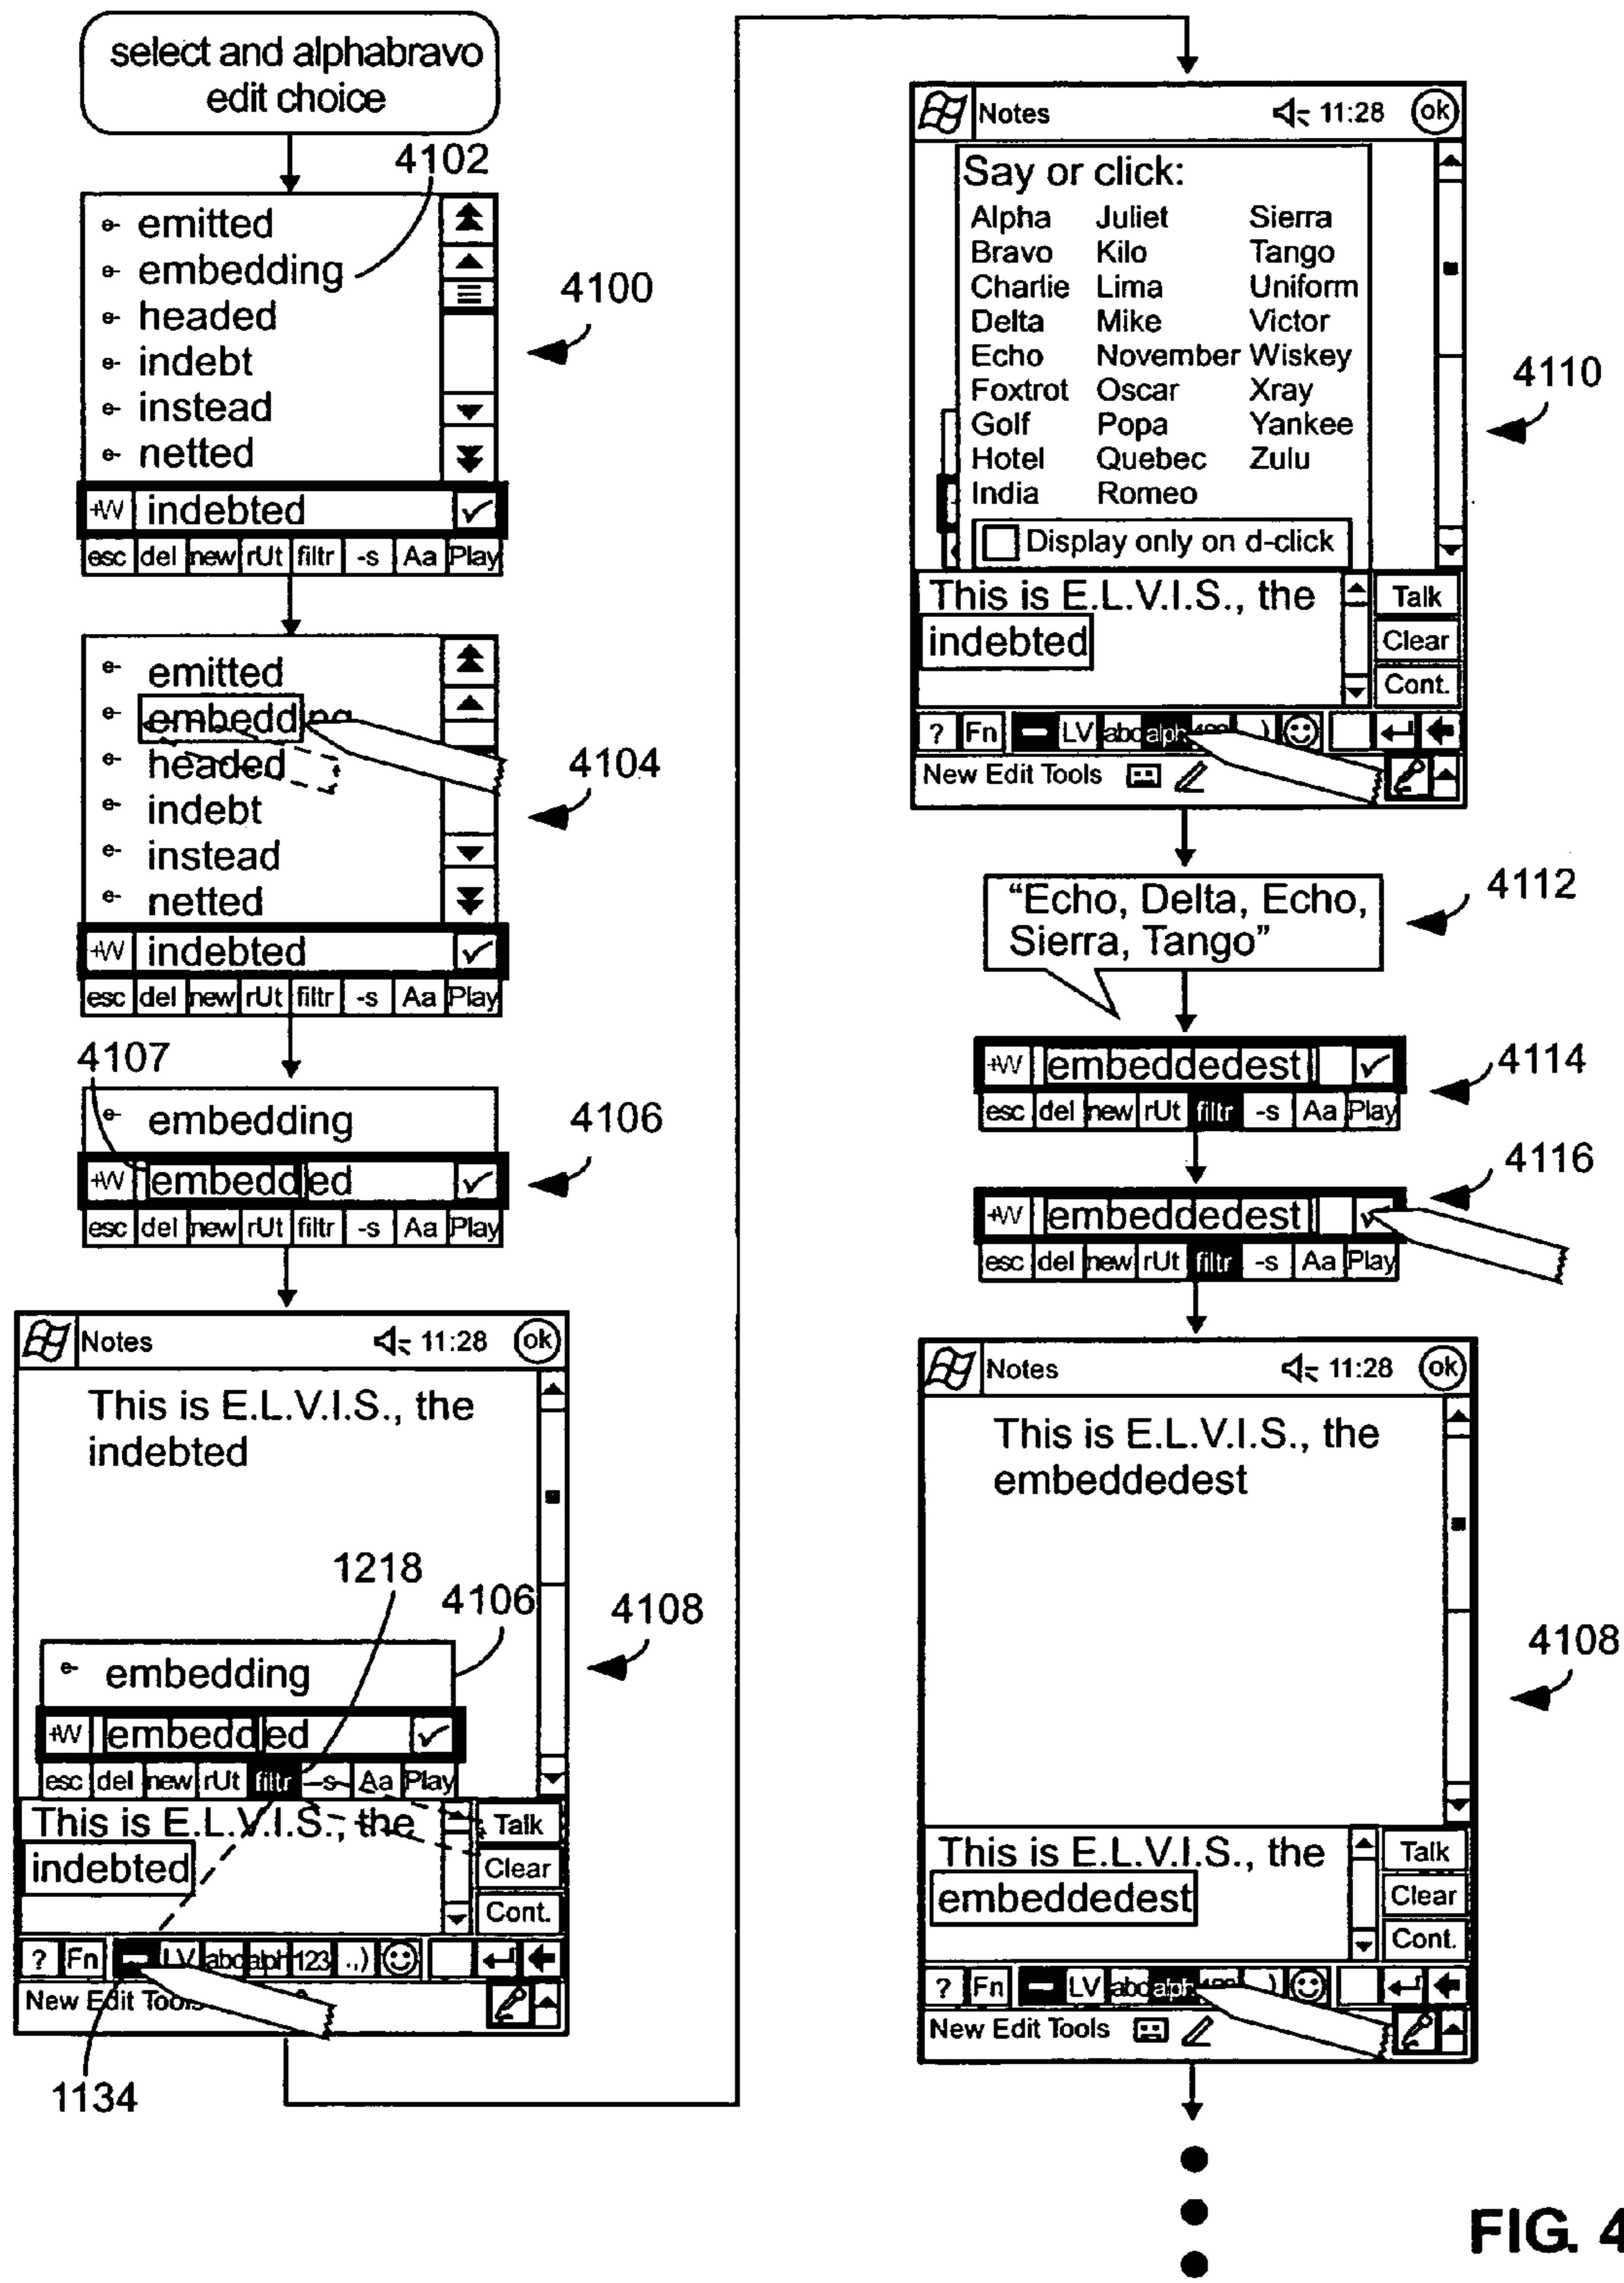 select and alphabravo
edit choice
4102
e- emitted
e- embedding
e- headed
e- indebt
e- instead
e- netted
+W indebted
esc del new rUt filtr -s Aa Play
4100
e- emitted
e- embedding
e- headed
e- indebt
e- instead
e- netted
+W indebted
esc del new rUt filtr -s Aa Play
4104
4107
e- embedding
+W embedded
esc del new rUt filtr -s Aa Play
4106
Notes 11:28 ok
This is E.L.V.I.S., the
indebted
1218
4106
4108
e- embedding
+W embedded
esc del new rUt filtr -s Aa Play
This is E.L.V.I.S., the
indebted
Talk
Clear
Cont.
? Fn LV abc alph 123 .,)
New Edit Tools
1134
Notes 11:28 ok
Say or click:
Alpha Juliet Sierra
Bravo Kilo Tango
Charlie Lima Uniform
Delta Mike Victor
Echo November Wiskey
Foxtrot Oscar Xray
Golf Popa Yankee
Hotel Quebec Zulu
India Romeo
Display only on d-click
4110
This is E.L.V.I.S., the
indebted
Talk
Clear
Cont.
? Fn LV abc alph
New Edit Tools
“Echo, Delta, Echo,
Sierra, Tango”
4112
+W embeddedest
esc del new rUt filtr -s Aa Play
4114
+W embeddedest
esc del new rUt filtr -s Aa Play
4116
Notes 11:28 ok
This is E.L.V.I.S., the
embeddedest
4108
This is E.L.V.I.S., the
embeddedest
Talk
Clear
Cont.
? Fn LV abc alph
New Edit Tools
FIG. 4